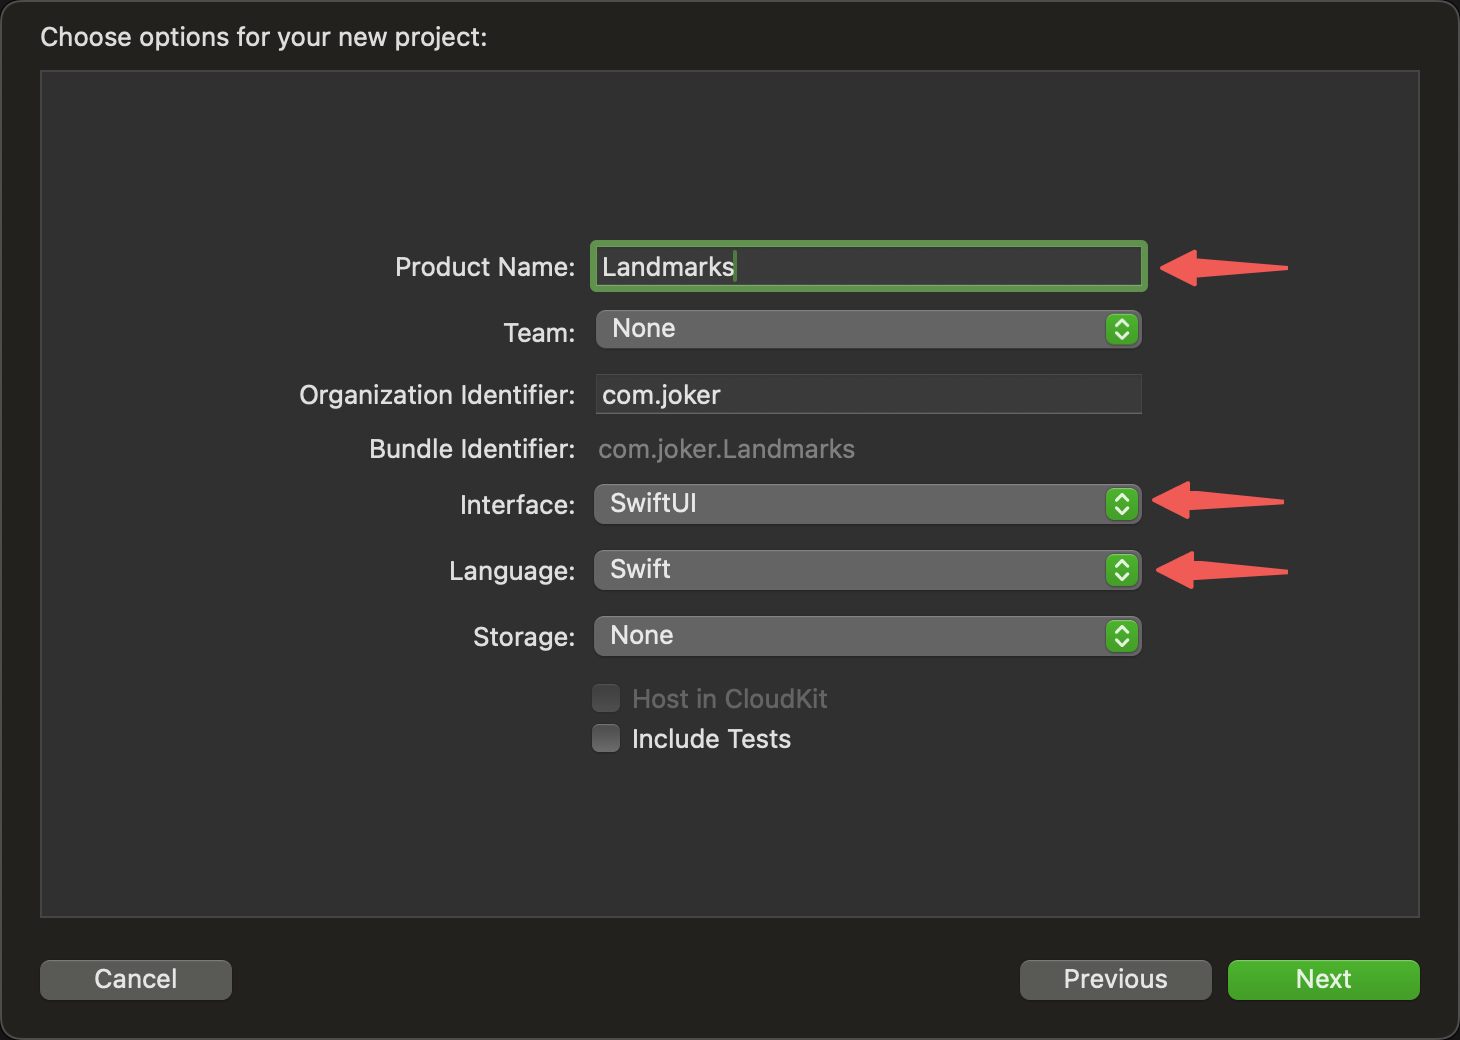 Choose options for your new project:
Product Name: Landmarks
Team: None
Organization Identifier: com.joker
Bundle Identifier: com.joker.Landmarks
Interface: SwiftUI
Language: Swift
Storage: None
Host in CloudKit
Include Tests
Cancel Previous Next